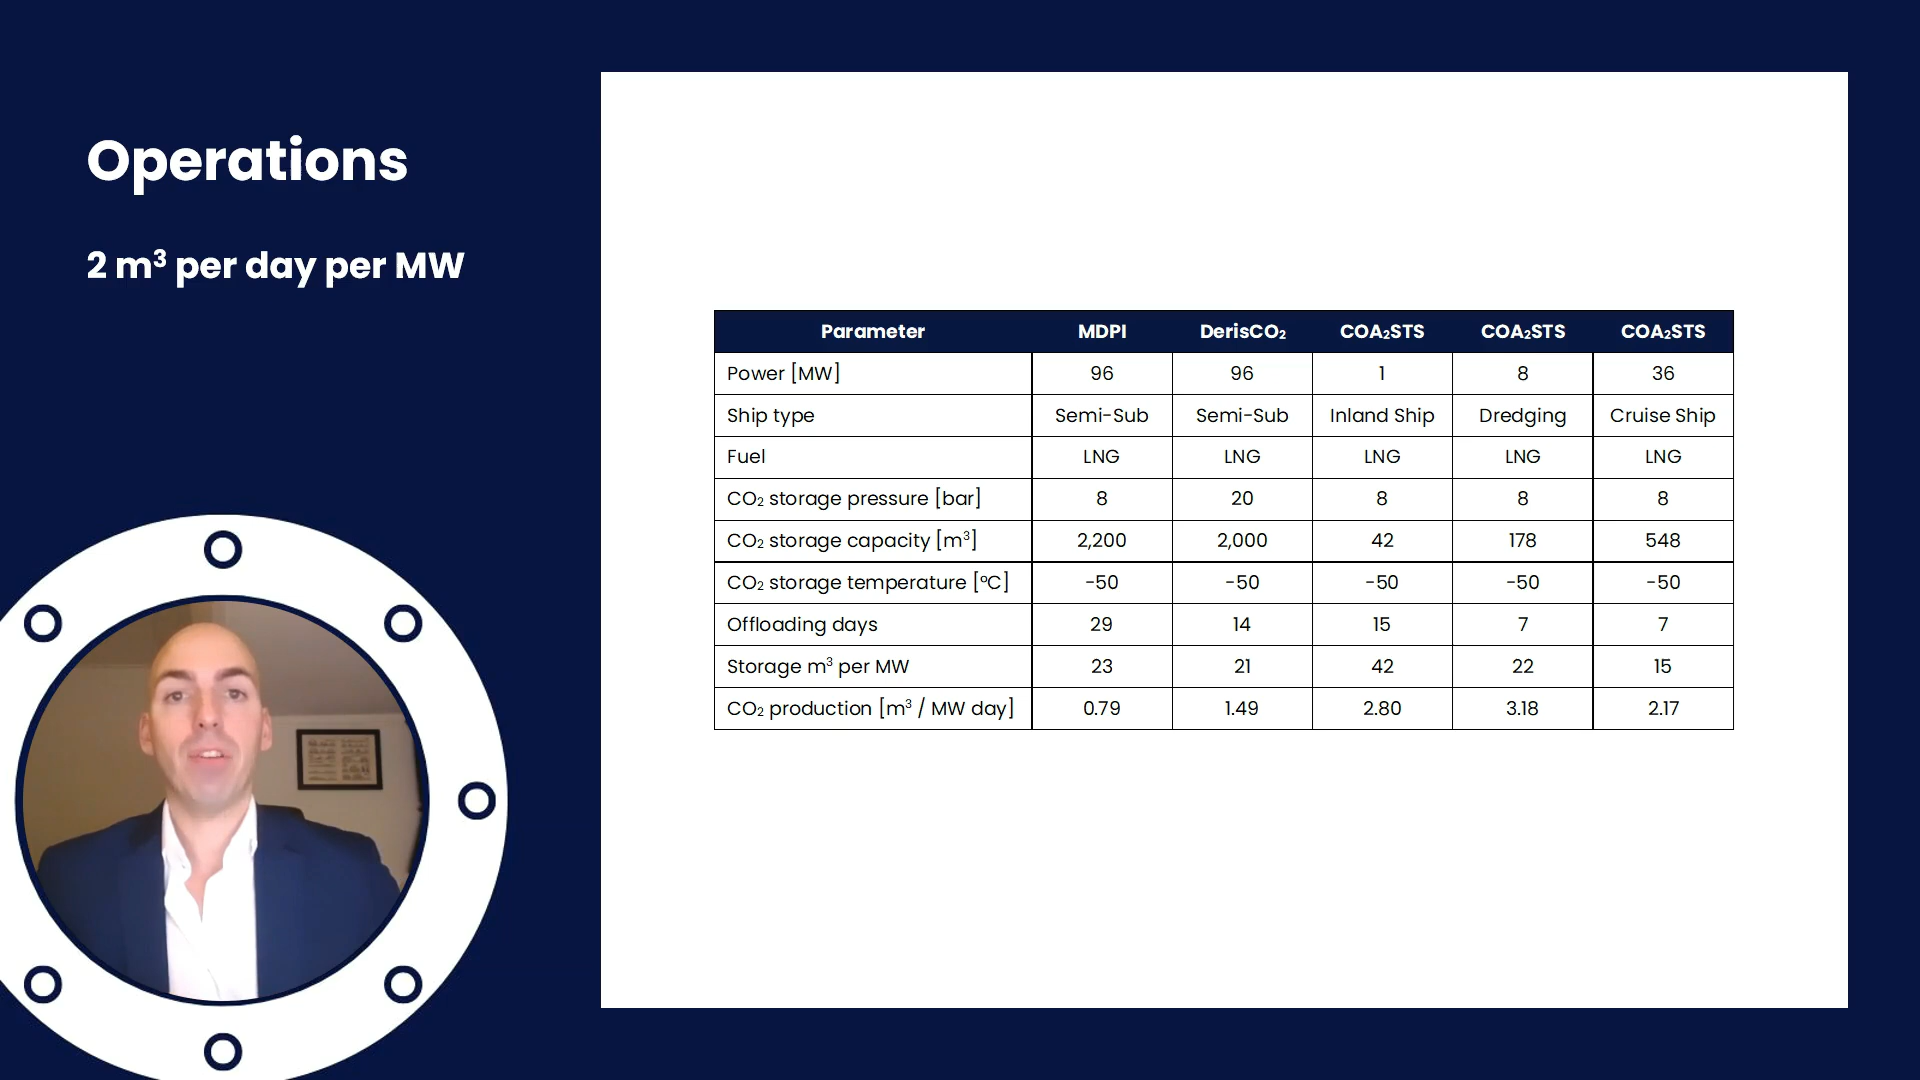 Operations
2 m³ per day per MW
Parameter MDPI DerisCO₂ COA₂STS COA₂STS COA₂STS
Power [MW] 96 96 1 8 36
Ship type Semi-Sub Semi-Sub Inland Ship Dredging Cruise Ship
Fuel LNG LNG LNG LNG LNG
CO₂ storage pressure [bar] 8 20 8 8 8
CO₂ storage capacity [m³] 2,200 2,000 42 178 548
CO₂ storage temperature [ºC] -50 -50 -50 -50 -50
Offloading days 29 14 15 7 7
Storage m³ per MW 23 21 42 22 15
CO₂ production [m³ / MW day] 0.79 1.49 2.80 3.18 2.17